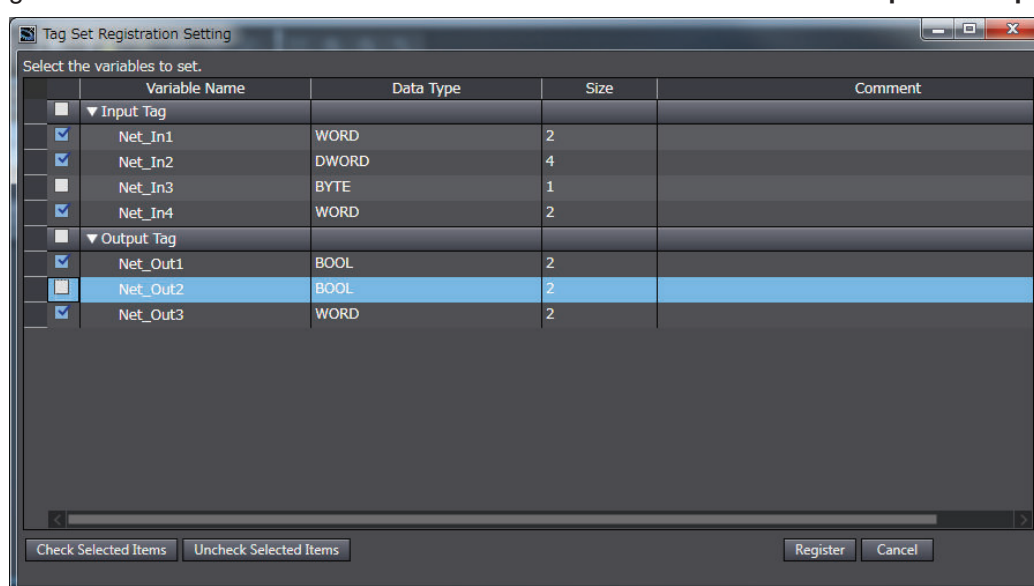 Tag Set Registration Setting
Select the variables to set.
Variable Name Data Type Size Comment
▼ Input Tag
Net_In1 WORD 2
Net_In2 DWORD 4
Net_In3 BYTE 1
Net_In4 WORD 2
▼ Output Tag
Net_Out1 BOOL 2
Net_Out2 BOOL 2
Net_Out3 WORD 2
Check Selected Items Uncheck Selected Items Register Cancel